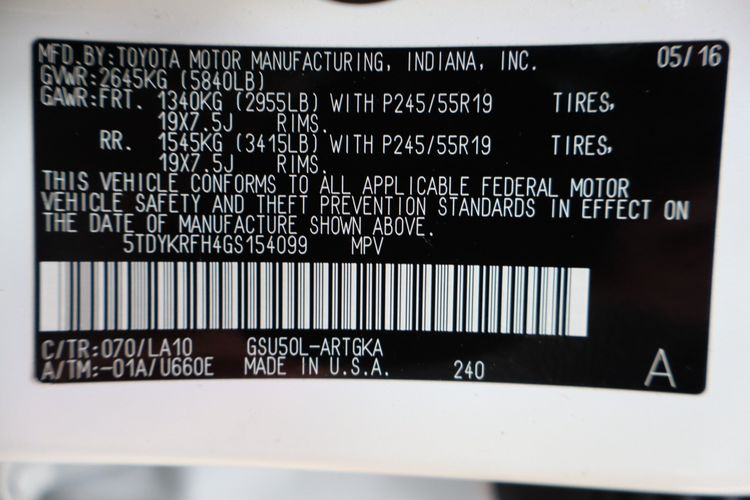 MFD.BY:TOYOTA MOTOR MANUFACTURING, INDIANA, INC. 05/16
GVWR:2645KG (5840LB)
GAWR:FRT. 1340KG (2955LB) WITH P245/55R19 TIRES,
19X7.5J RIMS.
RR. 1545KG (3415LB) WITH P245/55R19 TIRES,
19X7.5J RIMS.
THIS VEHICLE CONFORMS TO ALL APPLICABLE FEDERAL MOTOR
VEHICLE SAFETY AND THEFT PREVENTION STANDARDS IN EFFECT ON
THE DATE OF MANUFACTURE SHOWN ABOVE.
5TDYKRFH4GS154099 MPV
C/TR:070/LA10 GSU50L-ARTGKA
A/TM:-01A/U660E MADE IN U.S.A. 240 A